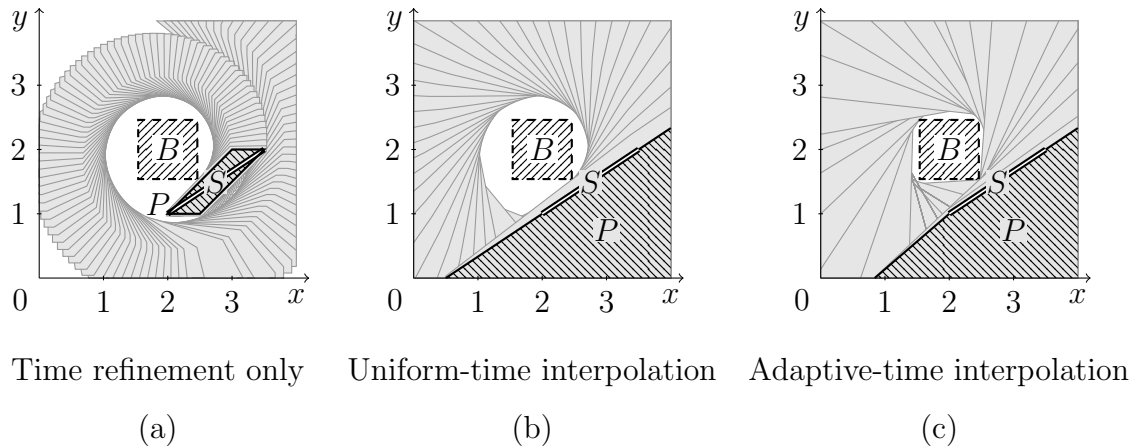 y
3
2
1
0
1
2
3
x
B
P
S
Time refinement only
(a)
y
3
2
1
0
1
2
3
x
B
S
P
Uniform-time interpolation
(b)
y
3
2
1
0
1
2
3
x
B
S
P
Adaptive-time interpolation
(c)